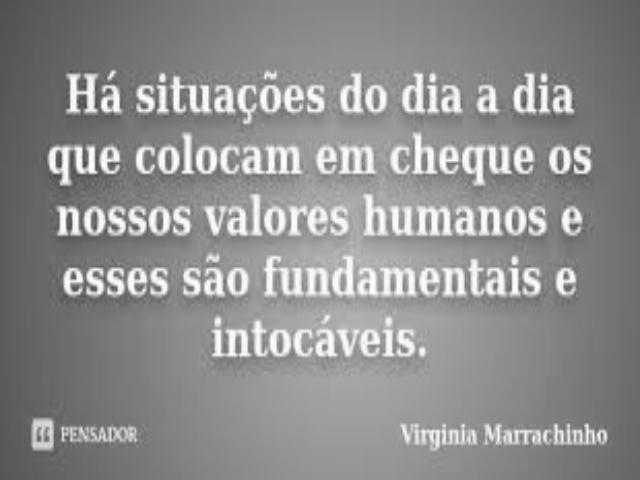 Há situações do dia a dia
que colocam em cheque os
nossos valores humanos e
esses são fundamentais e
intocáveis.
PENSADOR
Virginia Marrachinho